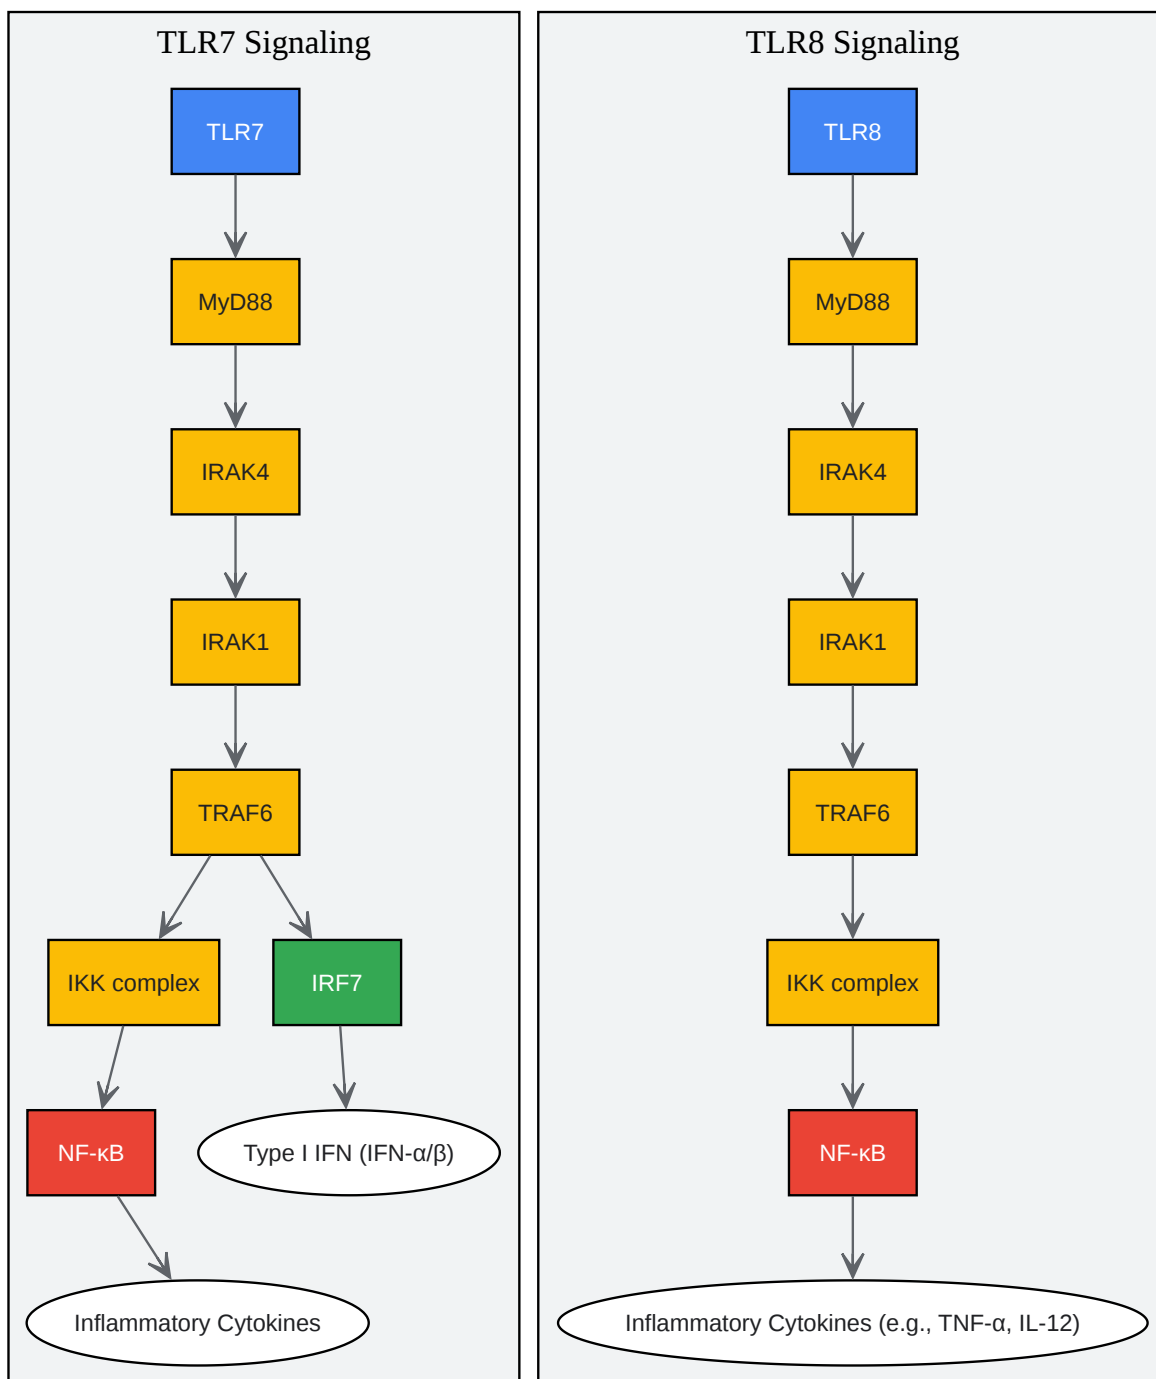 TLR7 Signaling
TLR7
MyD88
IRAK4
IRAK1
TRAF6
IKK complex
IRF7
NF-κB
Type I IFN (IFN-α/β)
Inflammatory Cytokines
TLR8 Signaling
TLR8
MyD88
IRAK4
IRAK1
TRAF6
IKK complex
NF-κB
Inflammatory Cytokines (e.g., TNF-α, IL-12)